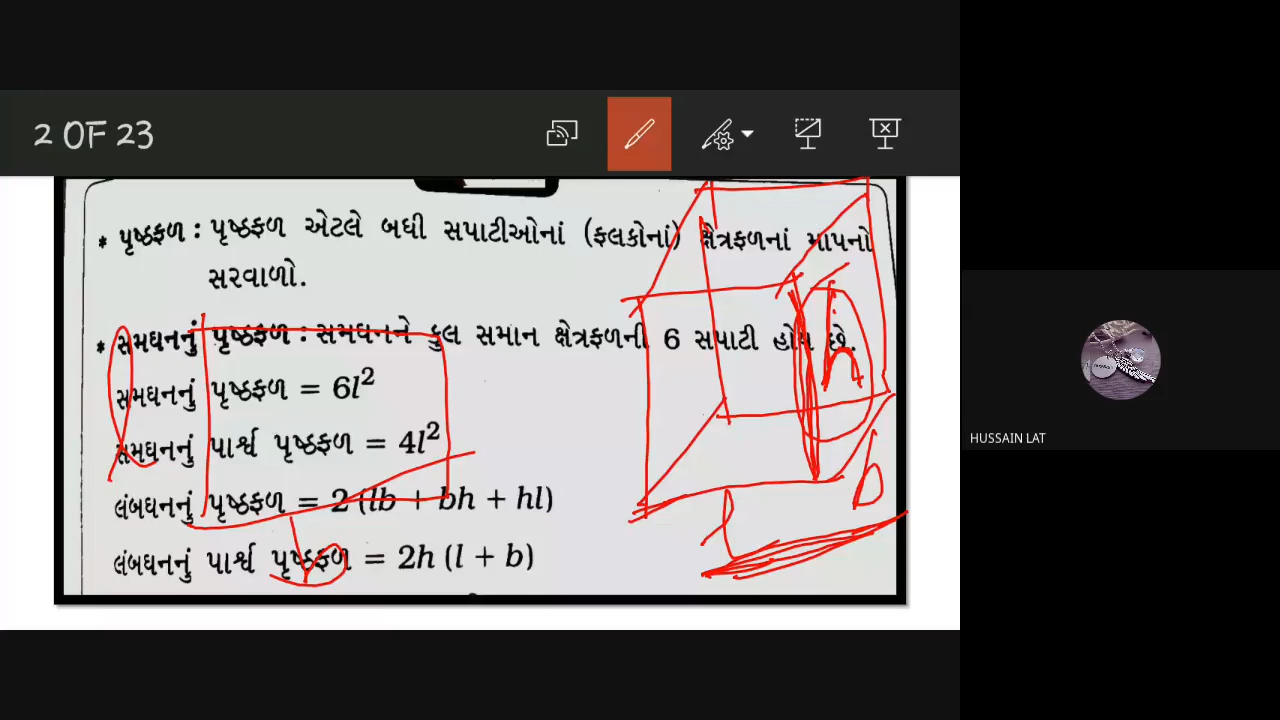 2 OF 23
* પૃષ્ઠફળ : પૃષ્ઠફળ એટલે બધી સપાટીઓનાં (ફલકોનાં) ક્ષેત્રફળનાં માપનો
સરવાળો.
* સમઘનનું પૃષ્ઠફળ : સમઘનને કુલ સમાન ક્ષેત્રફળની 6 સપાટી હોય છે.
સમઘનનું પૃષ્ઠફળ = 6l²
સમઘનનું પાર્શ્વ પૃષ્ઠફળ = 4l²
લંબઘનનું પૃષ્ઠફળ = 2 (lb + bh + hl)
લંબઘનનું પાર્શ્વ પૃષ્ઠફળ = 2h (l + b)
h
b
l
b
HUSSAIN LAT